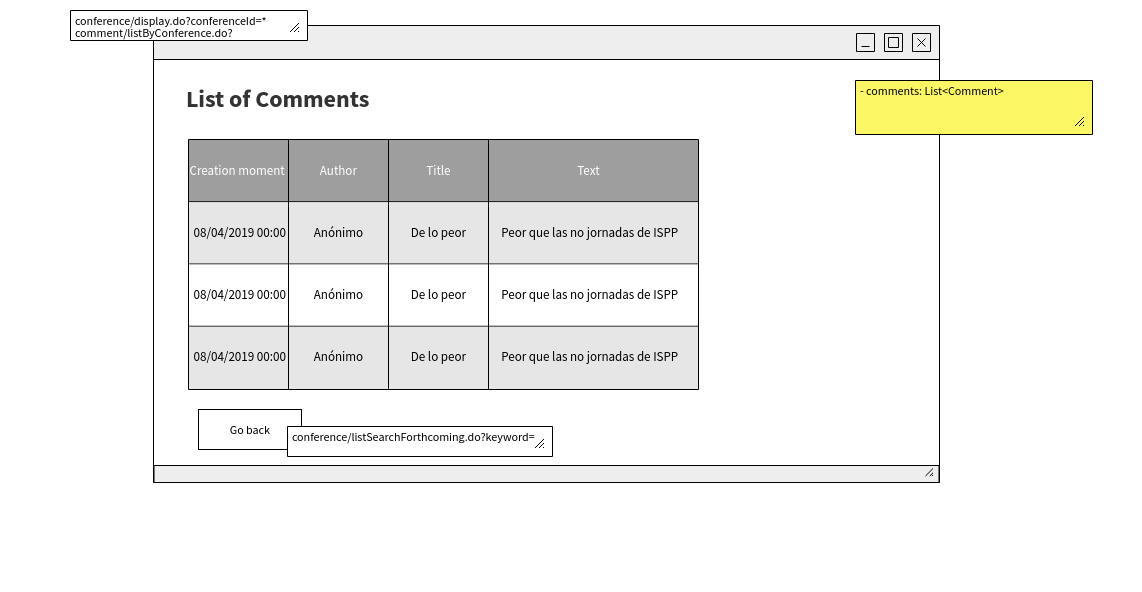 conference/display.do?conferenceId=*
comment/listByConference.do?
- comments: List<Comment>
List of Comments
Creation moment Author Title Text
08/04/2019 00:00 Anónimo De lo peor Peor que las no jornadas de ISPP
08/04/2019 00:00 Anónimo De lo peor Peor que las no jornadas de ISPP
08/04/2019 00:00 Anónimo De lo peor Peor que las no jornadas de ISPP
Go back
conference/listSearchForthcoming.do?keyword=